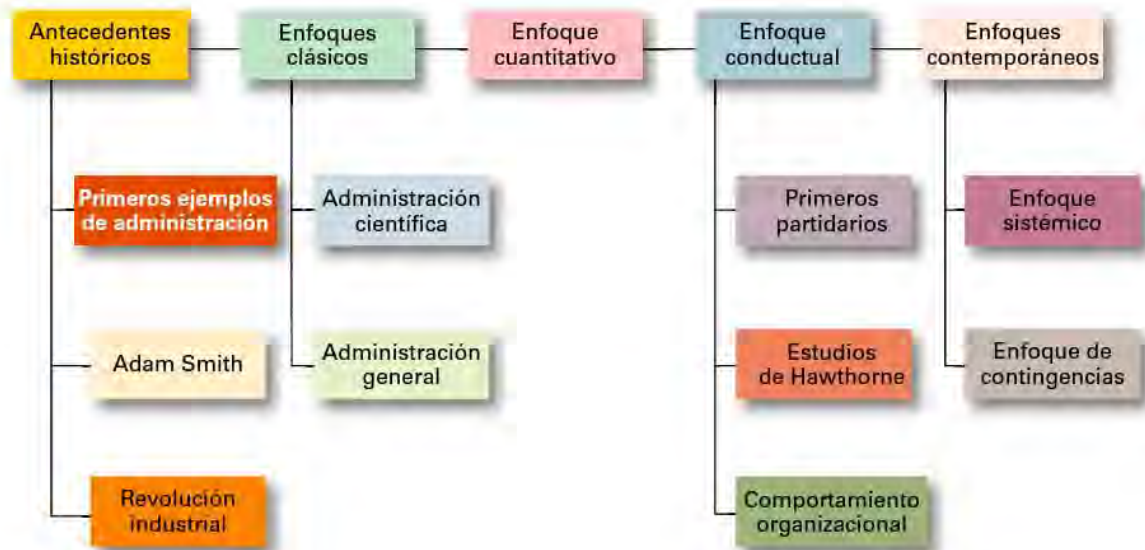 Antecedentes
históricos
Enfoques
clásicos
Enfoque
cuantitativo
Enfoque
conductual
Enfoques
contemporáneos
Primeros ejemplos
de administración
Administración
científica
Primeros
partidarios
Enfoque
sistémico
Adam Smith
Administración
general
Estudios
de Hawthorne
Enfoque de
contingencias
Revolución
industrial
Comportamiento
organizacional